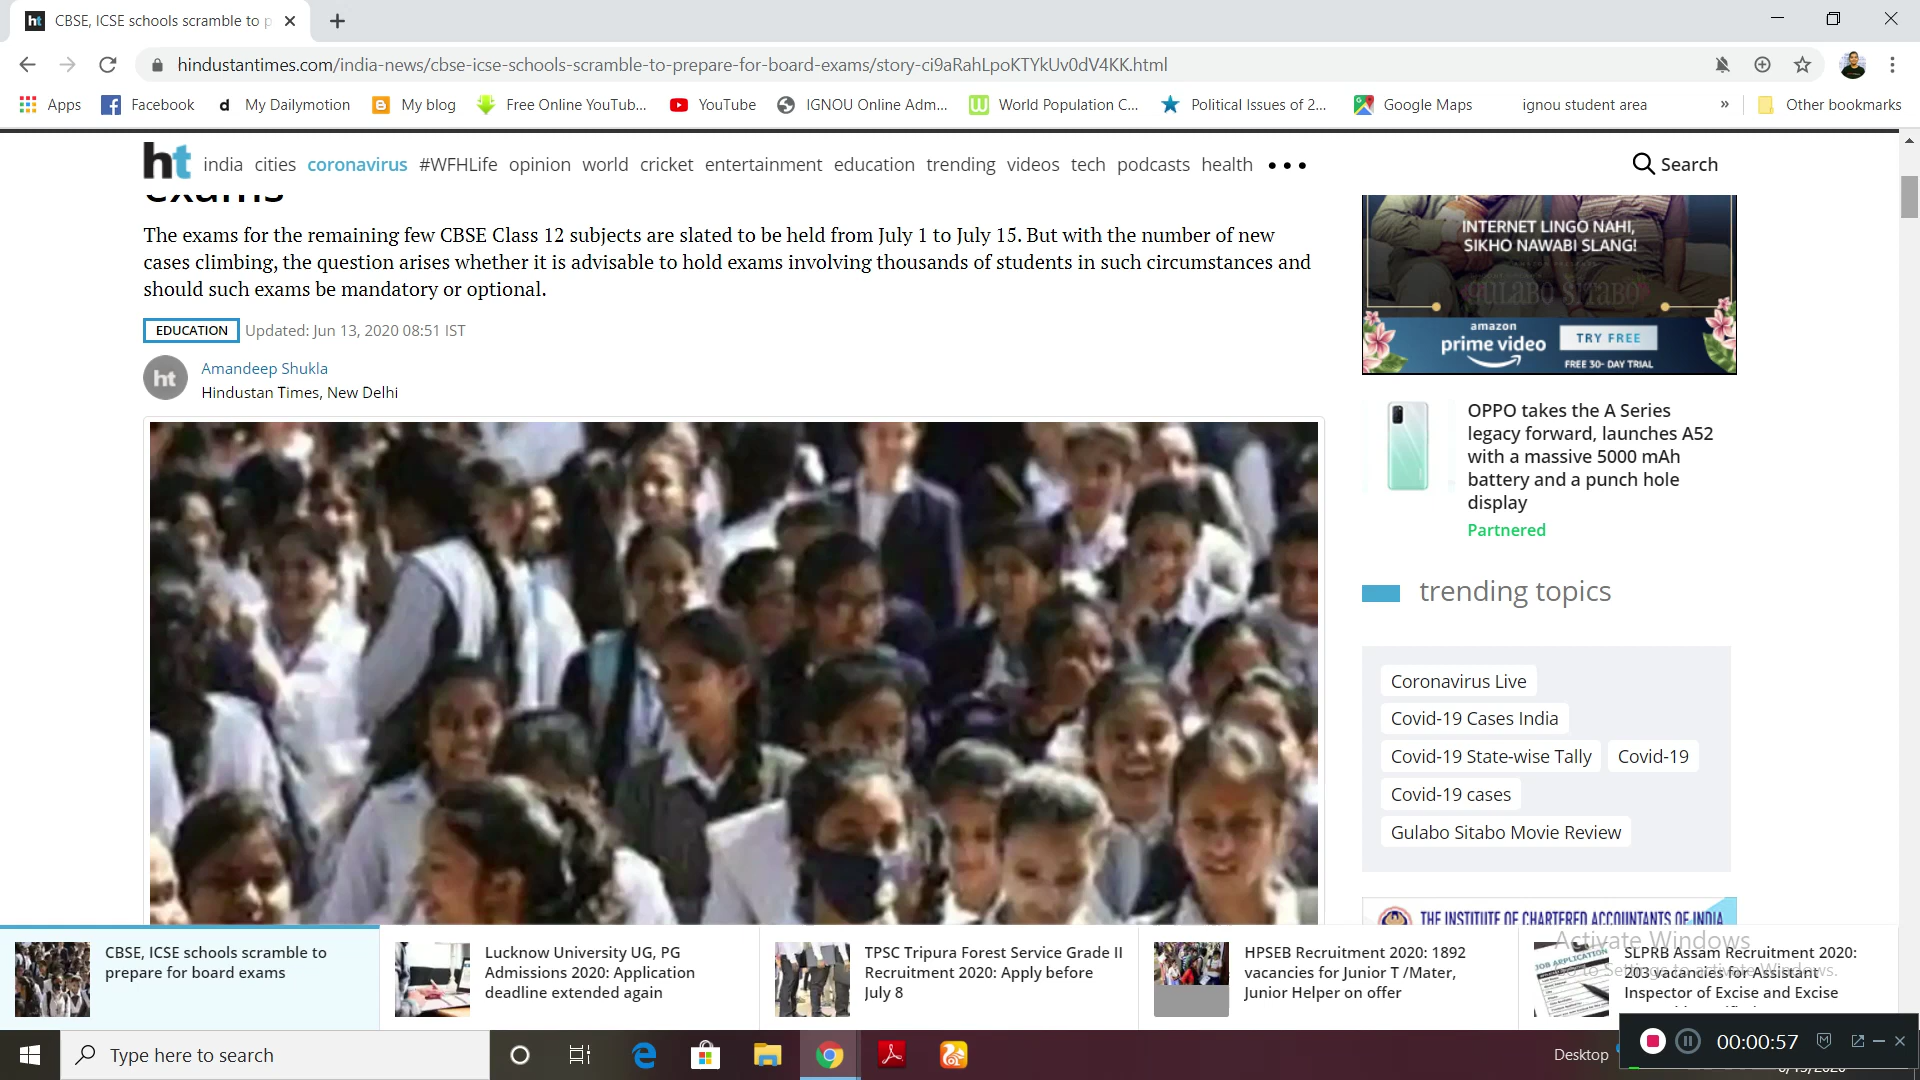 CBSE, ICSE schools scramble to p
hindustantimes.com/india-news/cbse-icse-schools-scramble-to-prepare-for-board-exams/story-ci9aRahLpoKTYkUv0dV4KK.html
Apps Facebook My Dailymotion My blog Free Online YouTub... YouTube IGNOU Online Adm... World Population C... Political Issues of 2... Google Maps ignou student area » Other bookmarks
ht india cities coronavirus #WFHLife opinion world cricket entertainment education trending videos tech podcasts health ••• Search
exams
The exams for the remaining few CBSE Class 12 subjects are slated to be held from July 1 to July 15. But with the number of new
cases climbing, the question arises whether it is advisable to hold exams involving thousands of students in such circumstances and
should such exams be mandatory or optional.
EDUCATION Updated: Jun 13, 2020 08:51 IST
ht
Amandeep Shukla
Hindustan Times, New Delhi
INTERNET LINGO NAHI,
SIKHO NAWABI SLANG!
GULABO SITABO
amazon
prime video
TRY FREE
FREE 30- DAY TRIAL
OPPO takes the A Series
legacy forward, launches A52
with a massive 5000 mAh
battery and a punch hole
display
Partnered
trending topics
Coronavirus Live
Covid-19 Cases India
Covid-19 State-wise Tally Covid-19
Covid-19 cases
Gulabo Sitabo Movie Review
THE INSTITUTE OF CHARTERED ACCOUNTANTS OF INDIA
CBSE, ICSE schools scramble to
prepare for board exams
Lucknow University UG, PG
Admissions 2020: Application
deadline extended again
TPSC Tripura Forest Service Grade II
Recruitment 2020: Apply before
July 8
HPSEB Recruitment 2020: 1892
vacancies for Junior T /Mater,
Junior Helper on offer
JOB APPLICATION
SLPRB Assam Recruitment 2020:
203 vacancies for Assistant
Inspector of Excise and Excise
Activate Windows
Go to Settings to activate Windows.
Type here to search
Desktop
00:00:57